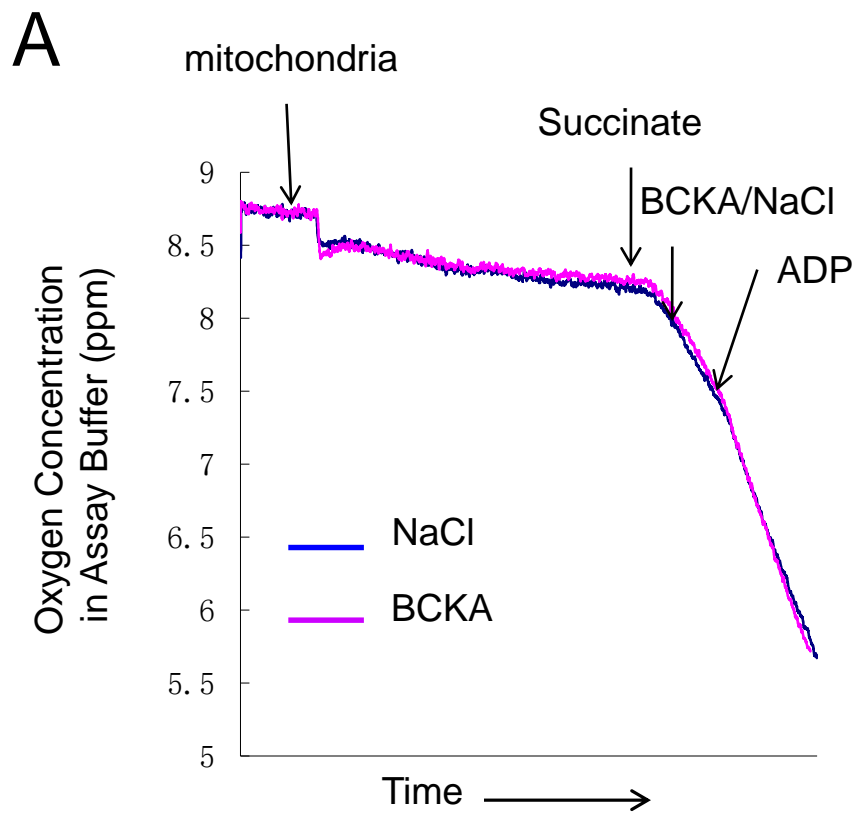 A
mitochondria
Succinate
BCKA/NaCl
ADP
9
8.5
8
7.5
7
6.5
6
5.5
5
Oxygen Concentration
in Assay Buffer (ppm)
NaCl
BCKA
Time